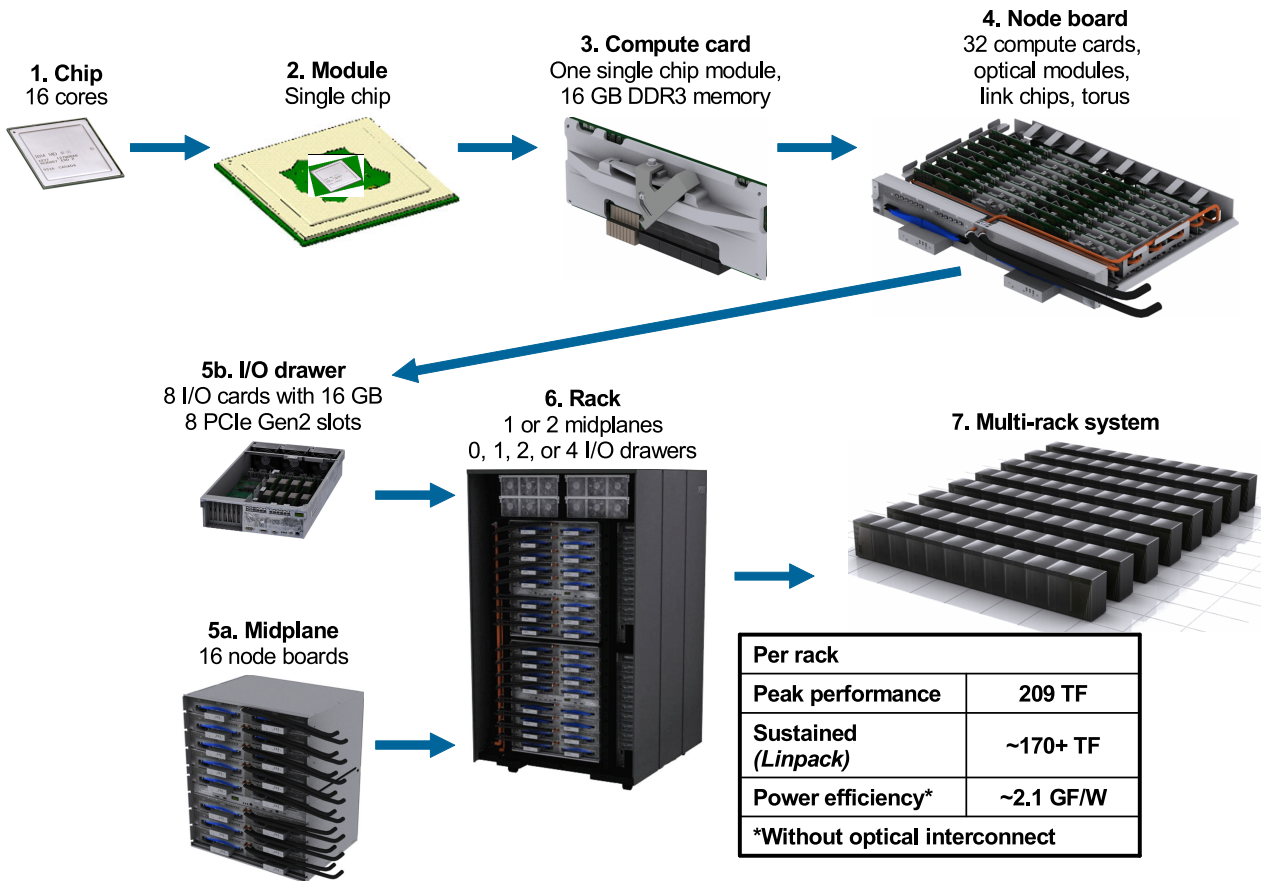 1. Chip
16 cores
2. Module
Single chip
3. Compute card
One single chip module,
16 GB DDR3 memory
4. Node board
32 compute cards,
optical modules,
link chips, torus
5b. I/O drawer
8 I/O cards with 16 GB
8 PCIe Gen2 slots
6. Rack
1 or 2 midplanes
0, 1, 2, or 4 I/O drawers
7. Multi-rack system
5a. Midplane
16 node boards
Per rack
Peak performance 209 TF
Sustained
(Linpack) ~170+ TF
Power efficiency* ~2.1 GF/W
*Without optical interconnect